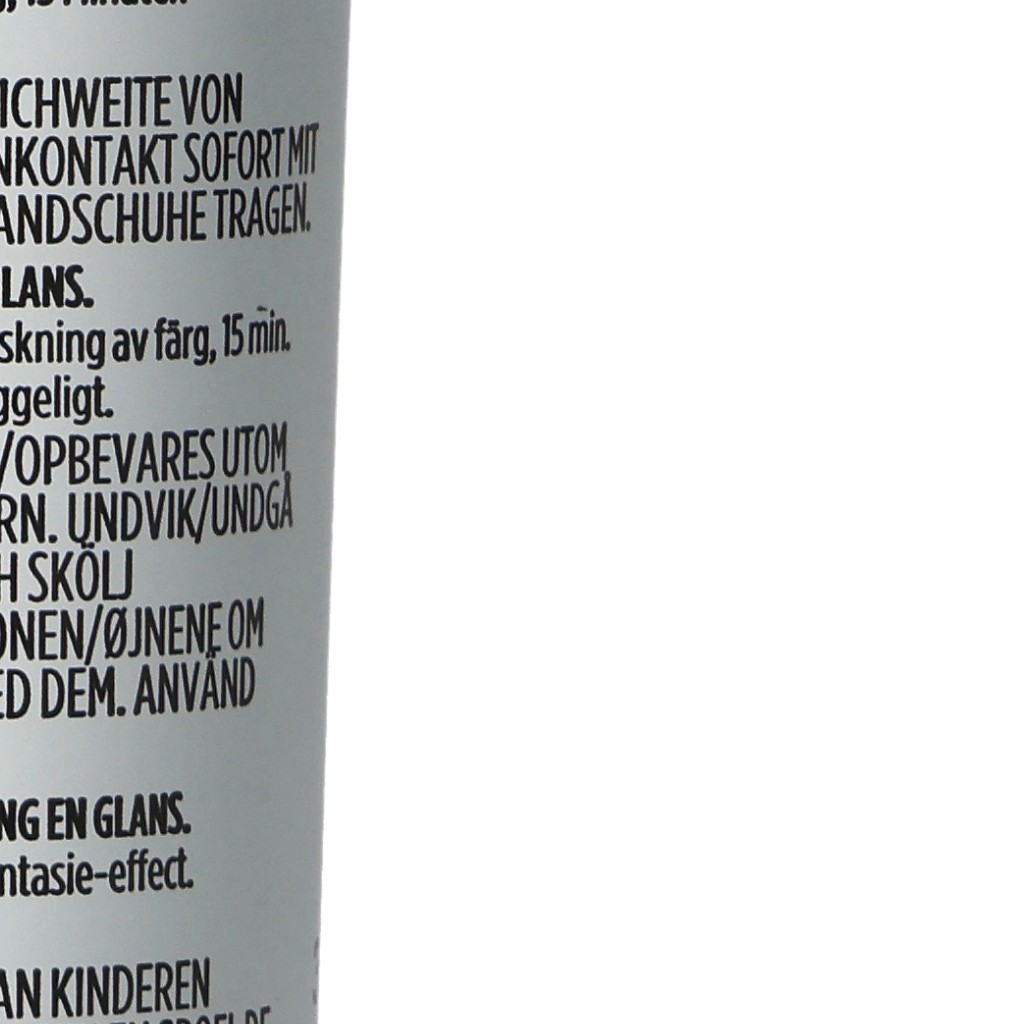 ICHWEITE VON
NKONTAKT SOFORT MIT
ANDSCHUHE TRAGEN.
LANS.
skning av färg, 15 min.
ggeligt.
/OPBEVARES UTOM
RN. UNDVIK/UNDGÅ
H SKÖLJ
ONEN/ØJNENE OM
ED DEM. ANVÄND
NG EN GLANS.
ntasie-effect.
AN KINDEREN